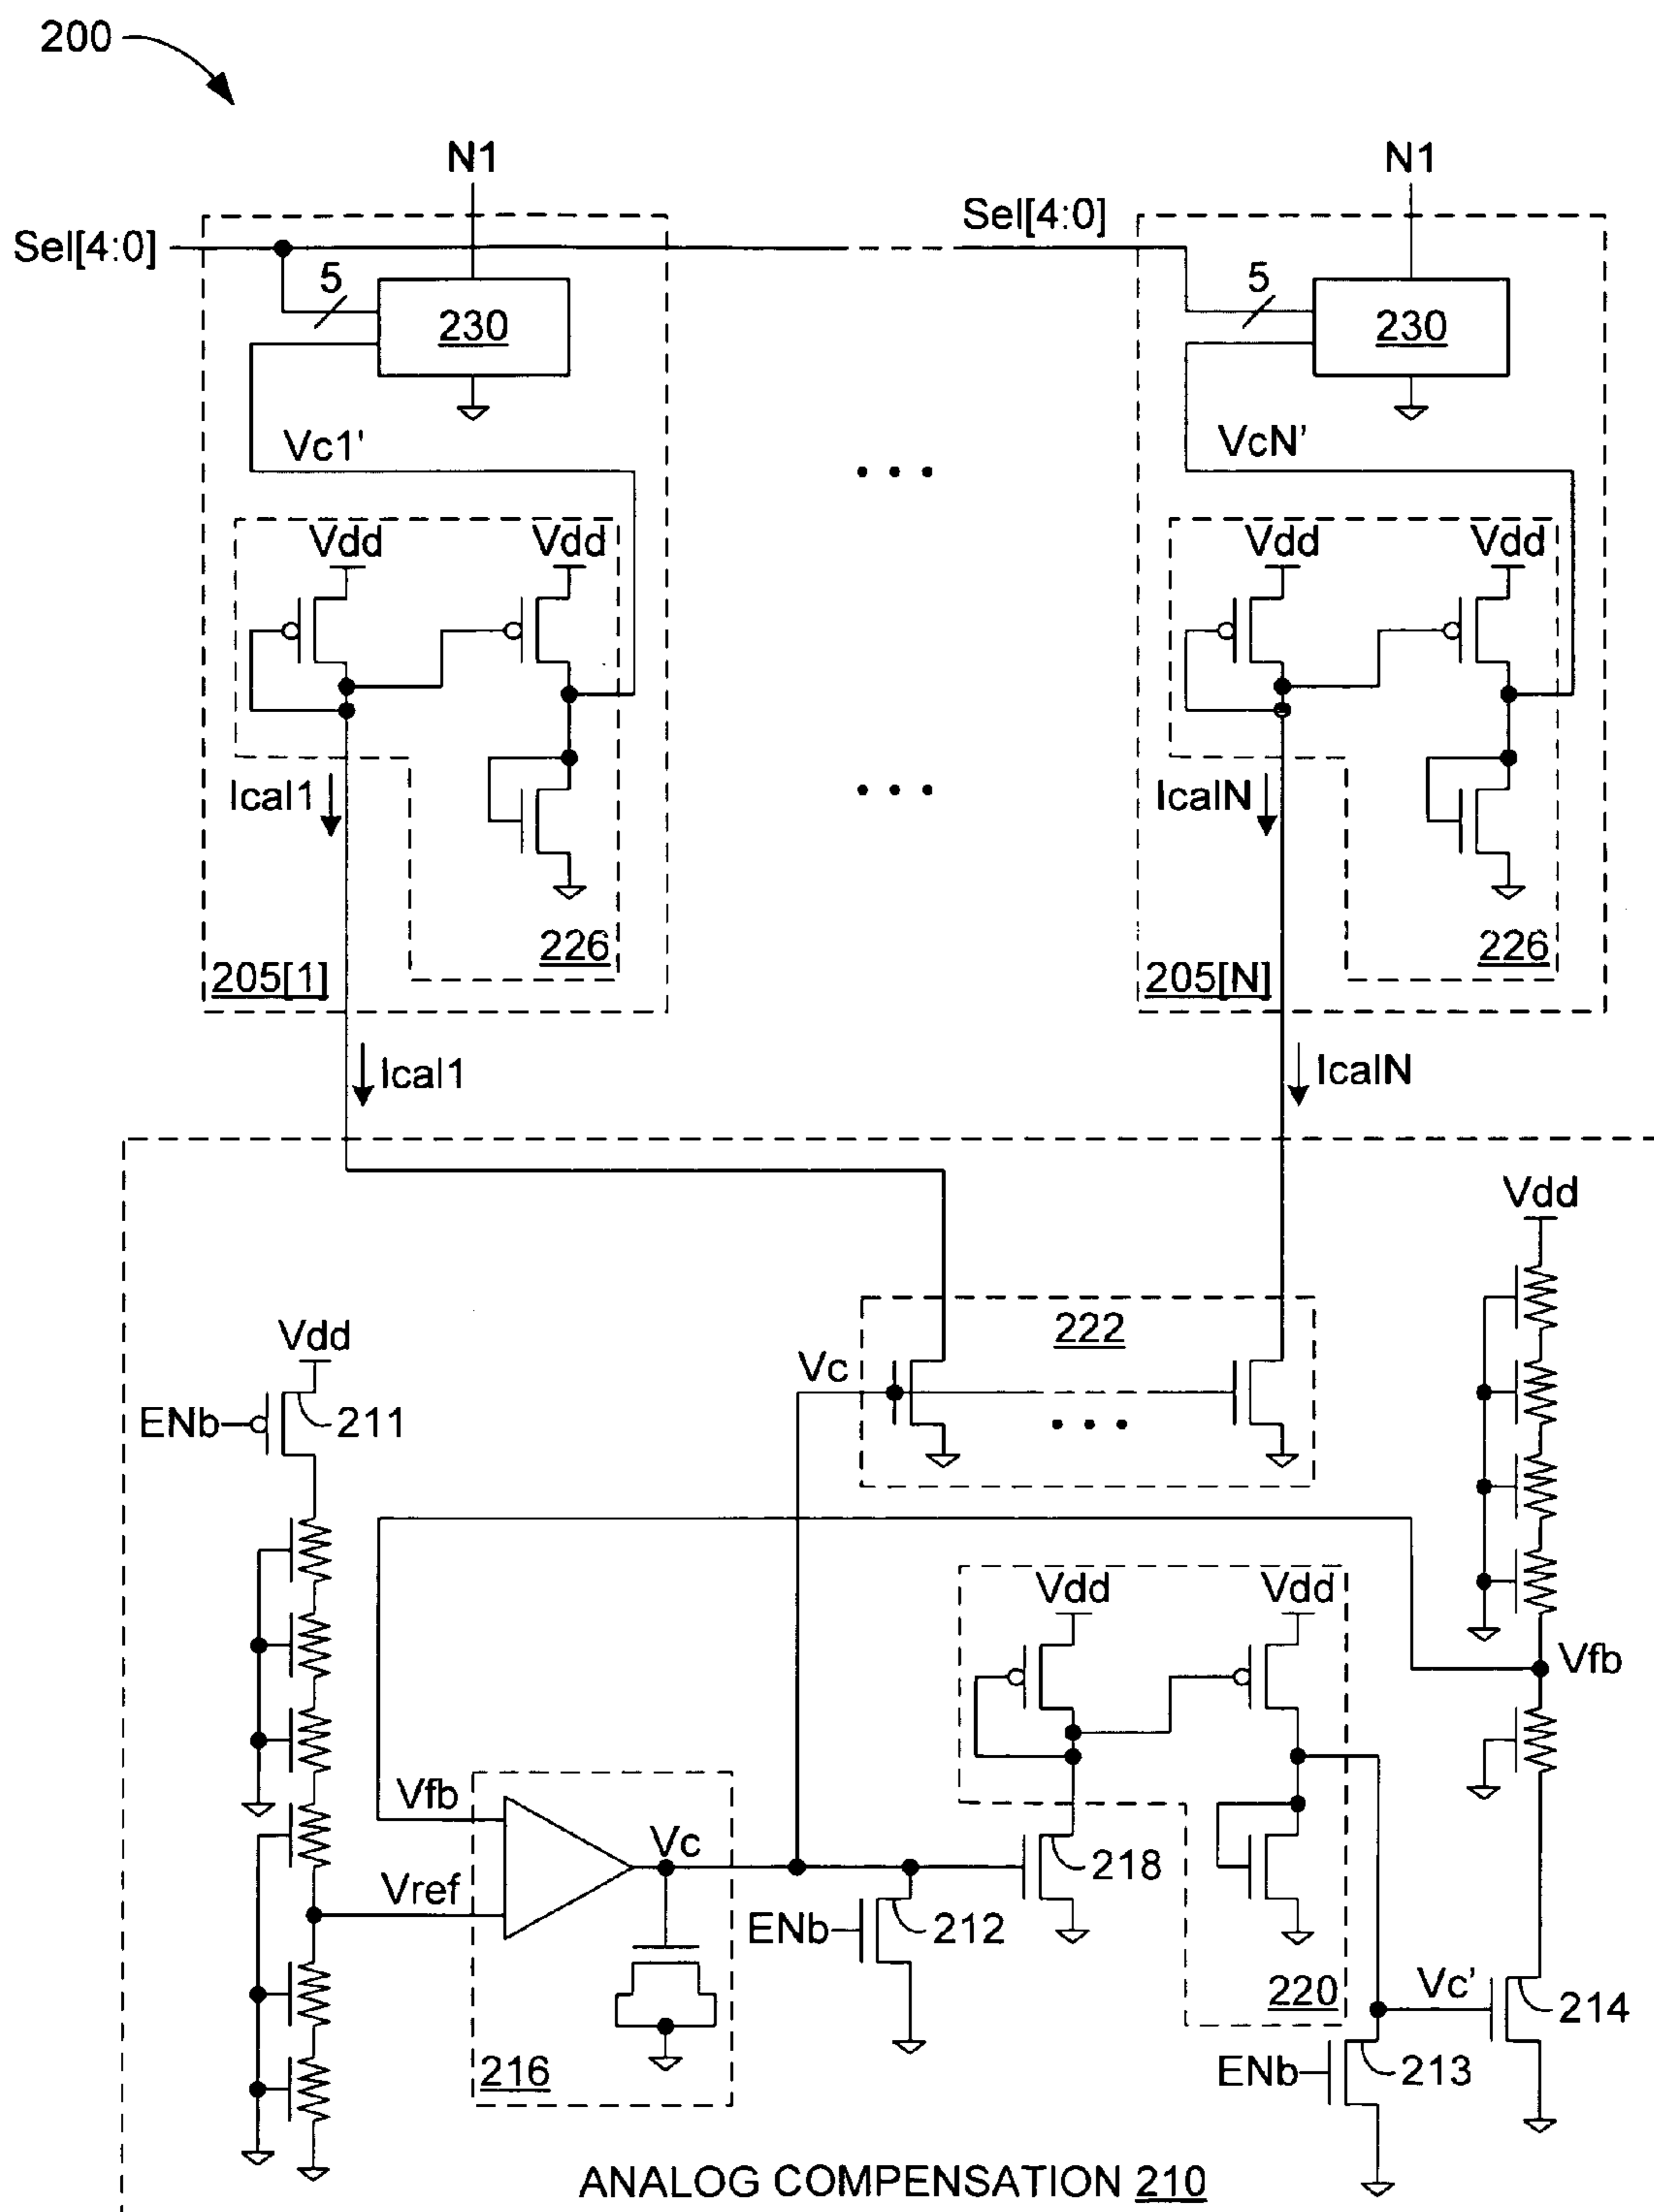 200
N1
N1
Sel[4:0]
Sel[4:0]
5
5
230
230
Vc1'
VcN’
Vdd
Vdd
Vdd
Vdd
Ical1
IcalN
226
226
205[1]
205[N]
Ical1
IcalN
Vdd
222
Vdd
Vc
ENb
211
Vdd
Vdd
Vfb
Vfb
Vc
218
Vref
ENb
212
220
Vc’
214
216
ENb
213
ANALOG COMPENSATION 210